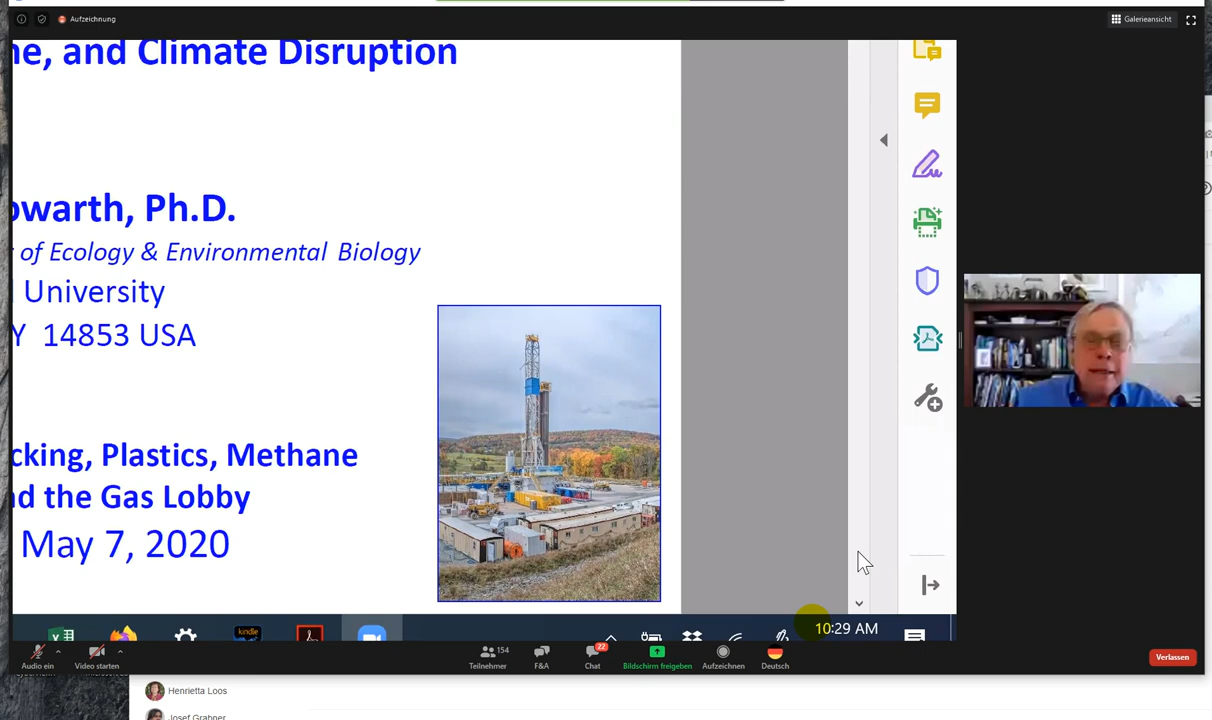 Aufzeichnung
Galerieansicht
ne, and Climate Disruption
owarth, Ph.D.
of Ecology & Environmental Biology
University
Y 14853 USA
cking, Plastics, Methane
nd the Gas Lobby
May 7, 2020
kindle
10:29 AM
Audio ein
Video starten
154
Teilnehmer
F&A
22
Chat
Bildschirm freigeben
Aufzeichnen
Deutsch
Verlassen
Henrietta Loos
Josef Grabner